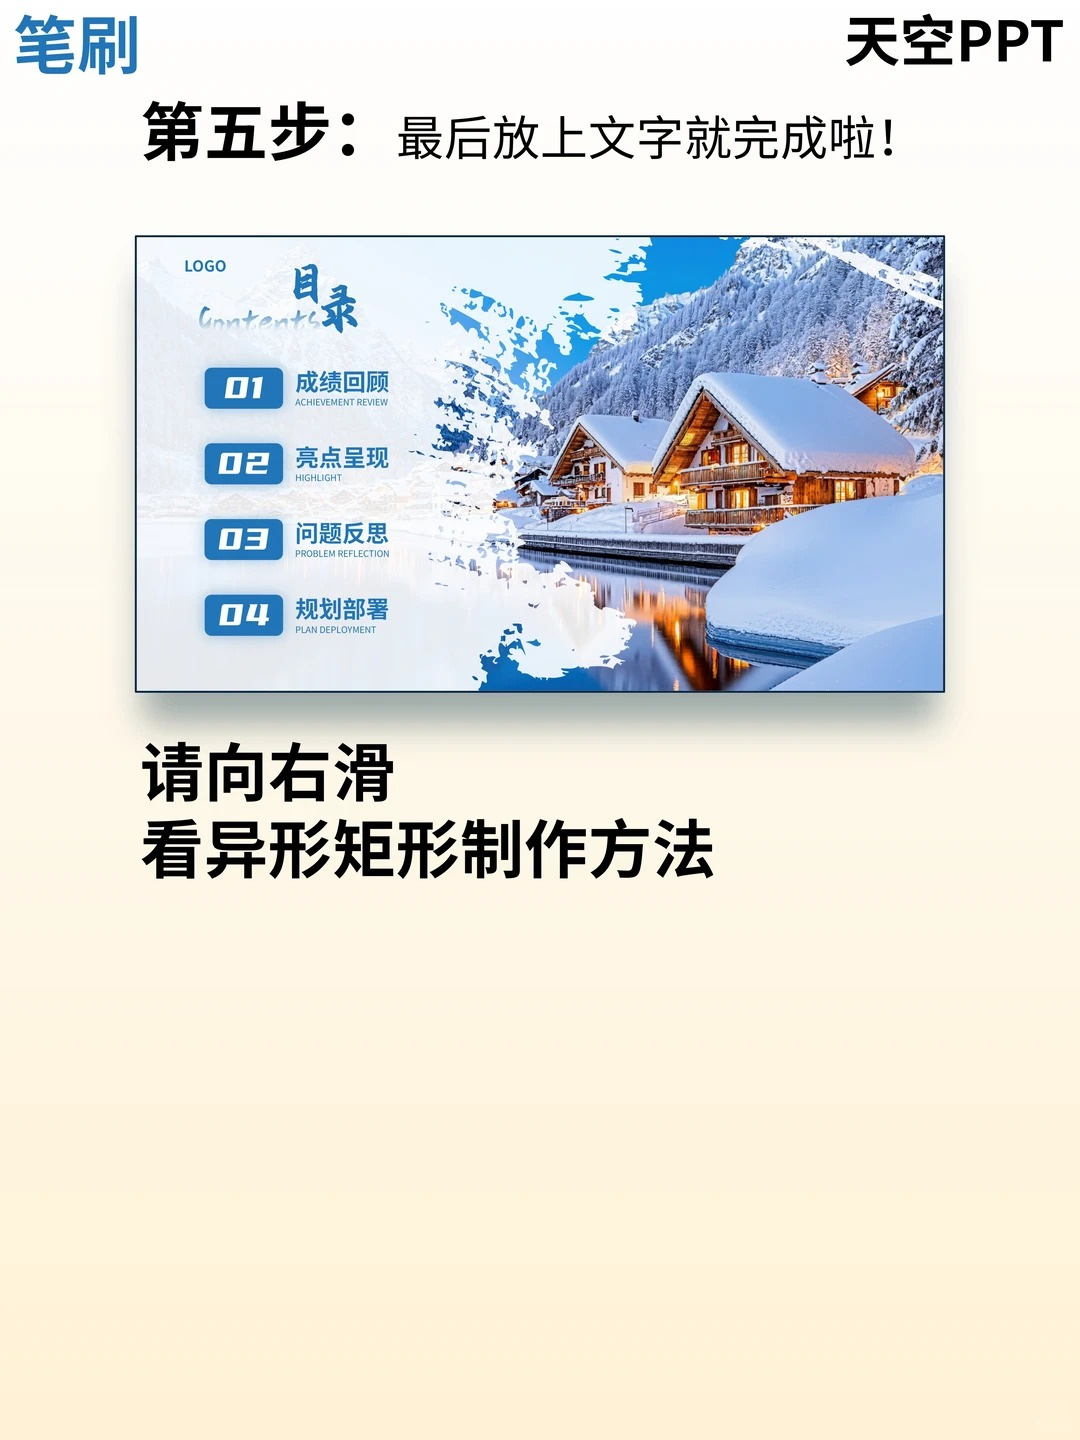 笔刷
天空PPT
第五步：最后放上文字就完成啦！
LOGO
目录
Contents
01 成绩回顾
ACHIEVEMENT REVIEW
02 亮点呈现
HIGHLIGHT
03 问题反思
PROBLEM REFLECTION
04 规划部署
PLAN DEPLOYMENT
请向右滑
看异形矩形制作方法